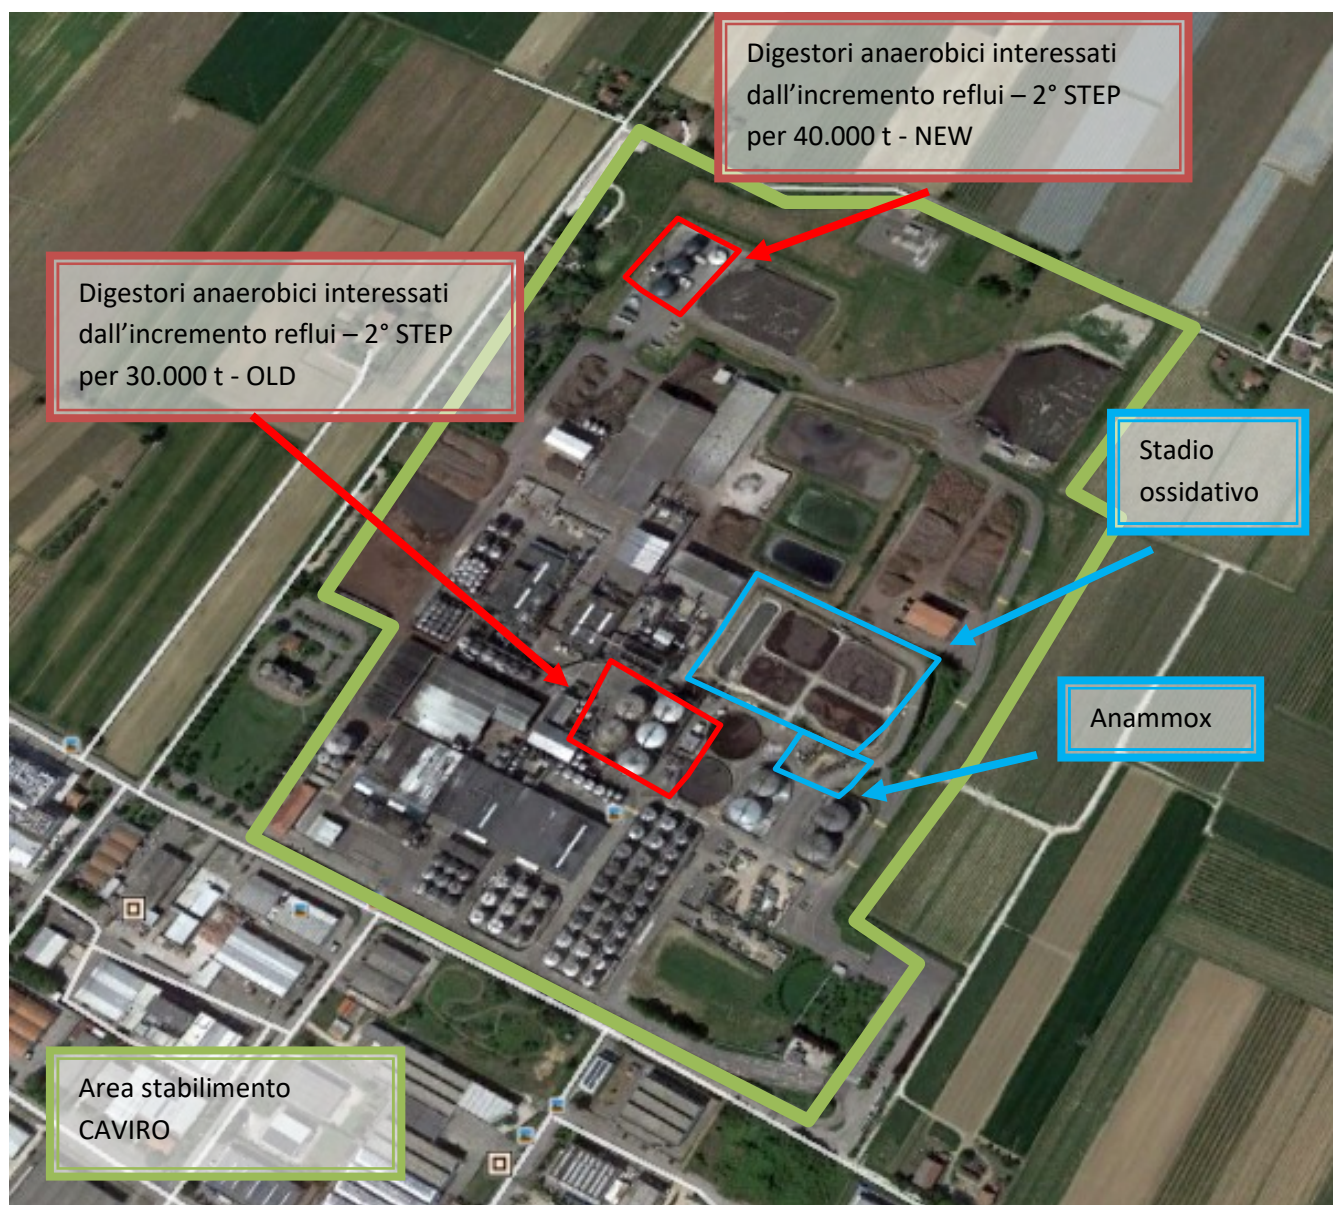 Digestori anaerobici interessati
dall’incremento reflui – 2° STEP
per 40.000 t - NEW
Digestori anaerobici interessati
dall’incremento reflui – 2° STEP
per 30.000 t - OLD
Stadio
ossidativo
Anammox
Area stabilimento
CAVIRO